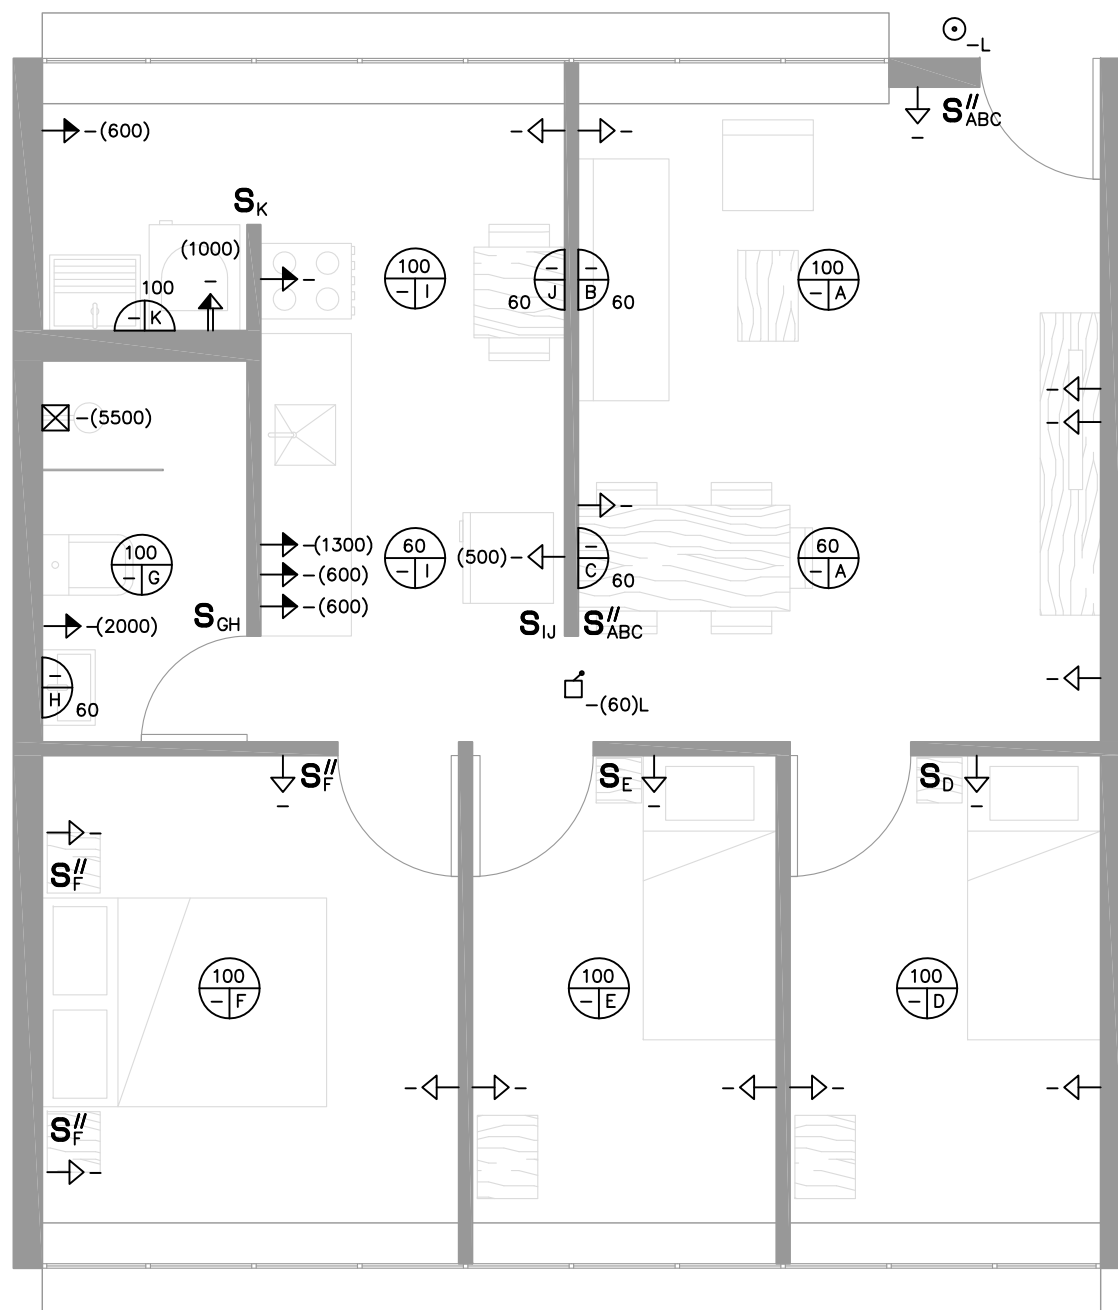 -L
S"ABC
-
-(600)
-
-
SK
(1000)
-
-
100
- I
-
J
60
-
B
60
100
- A
100
- K
-
-
-(5500)
-
100
- G
-(1300)
-(600)
-(600)
60
- I
(500)-
-
C
60
60
- A
-(2000)
SGH
SIJ
S"ABC
-
H
60
-(60)L
-
S"F
-
SE
-
SD
-
-
S"F
100
- F
100
- E
100
- D
-
-
-
-
-
S"F
-